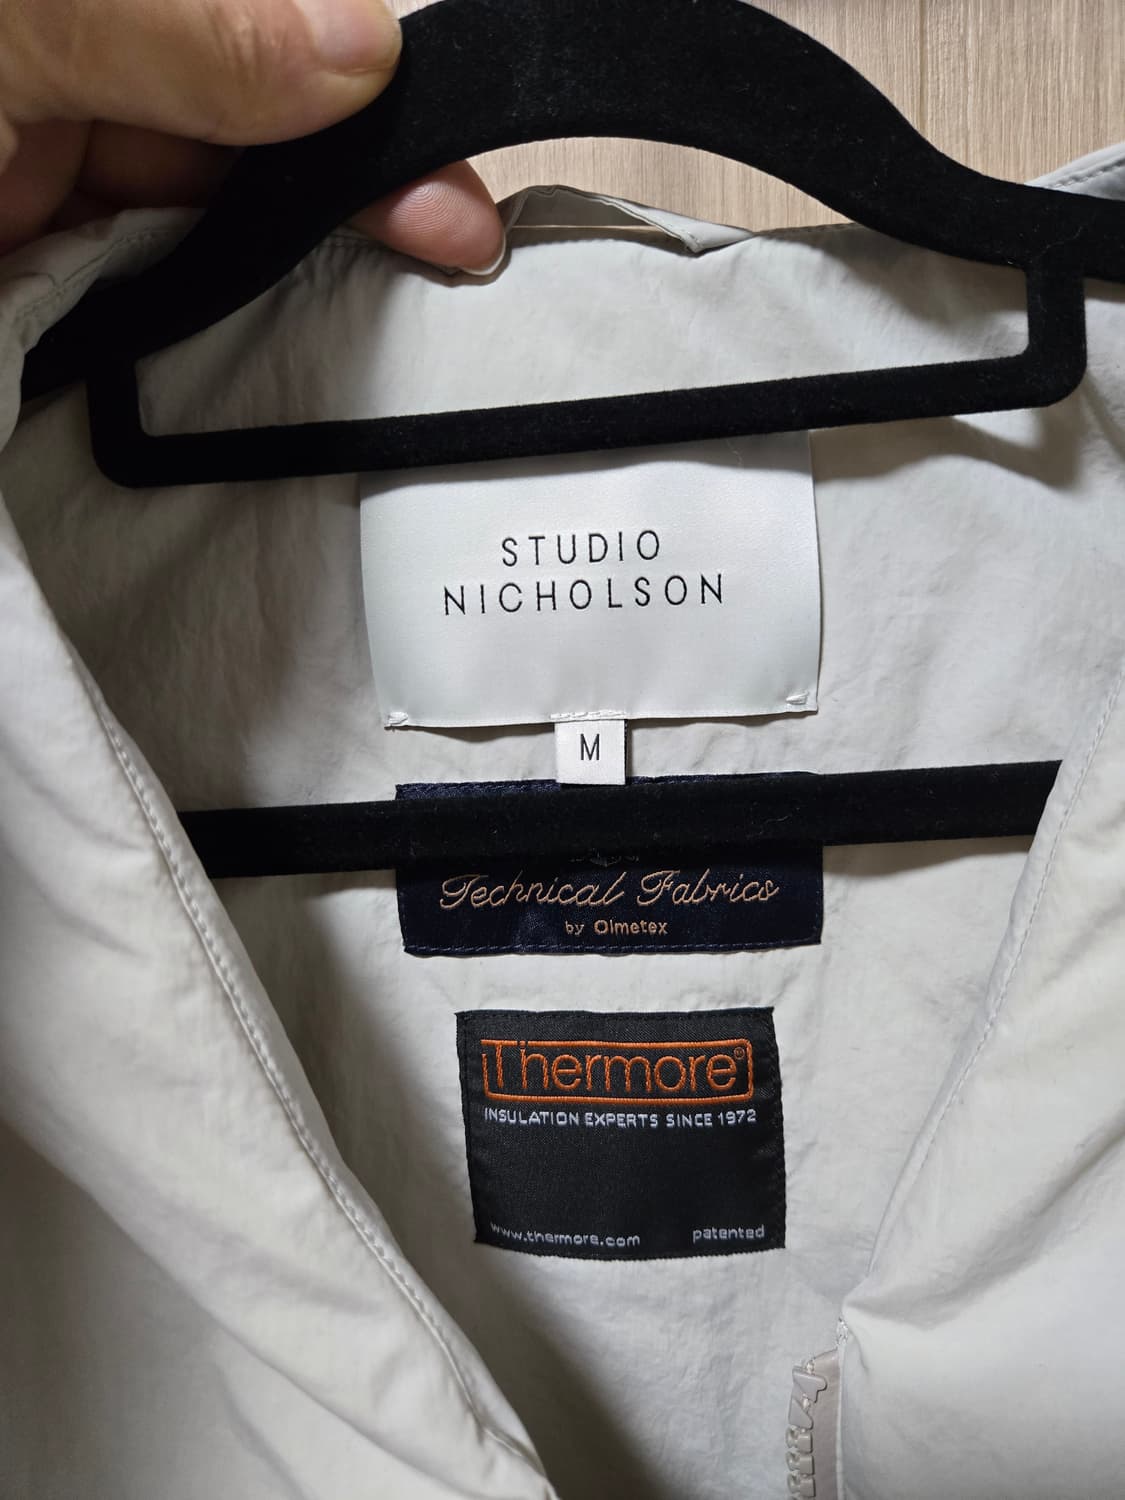 STUDIO
NICHOLSON
M
Technical Fabrics
by Olmetex
Thermore®
INSULATION EXPERTS SINCE 1972
www.thermore.com patented